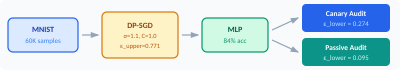 MNIST
60K samples
DP-SGD
σ=1.1, C=1.0
ε_upper=0.771
MLP
84% acc
Canary Audit
ε_lower = 0.274
Passive Audit
ε_lower = 0.095